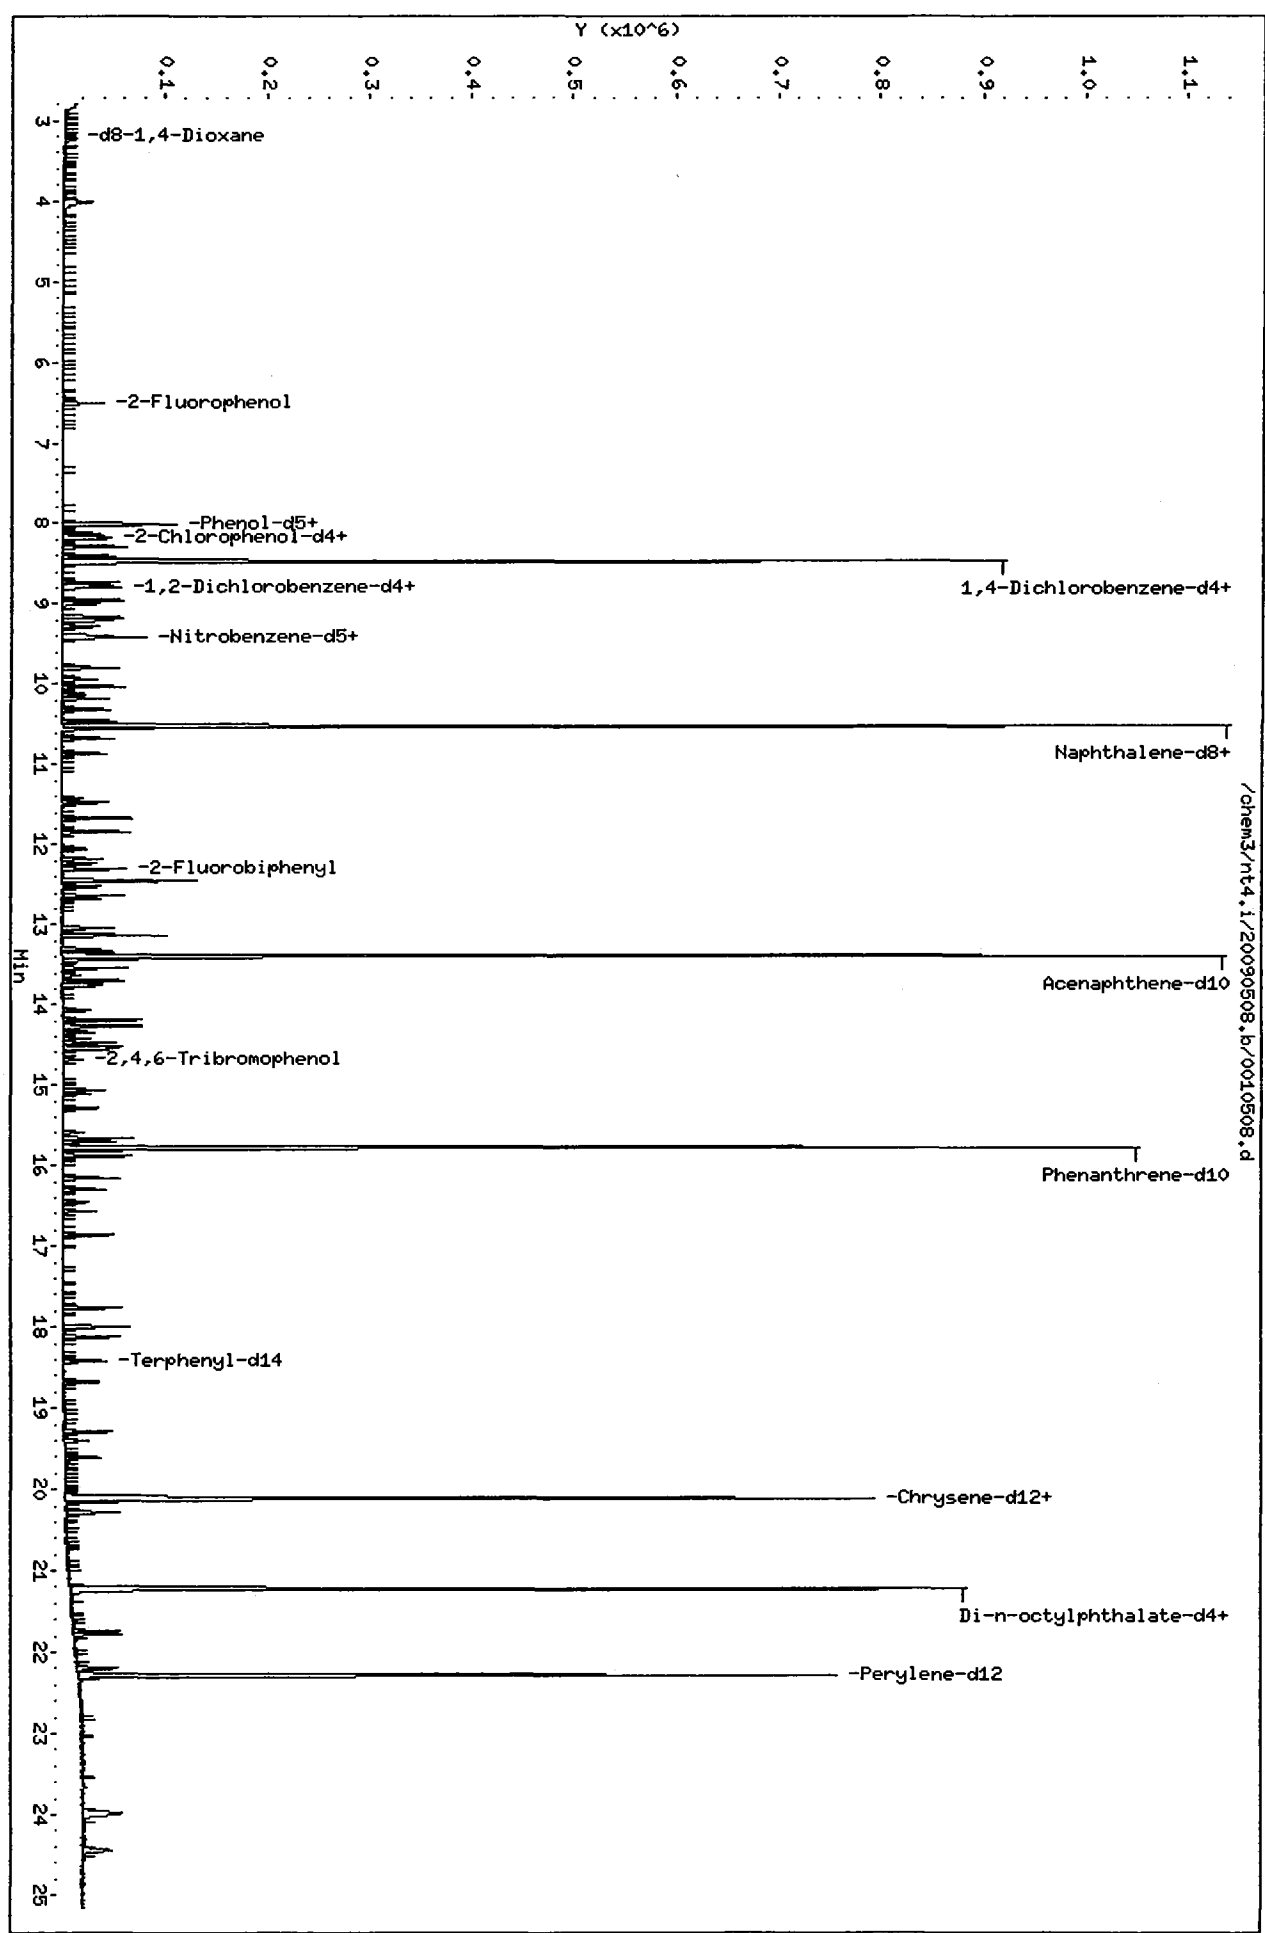 Y (x10^6)
0.1
0.2
0.3
0.4
0.5
0.6
0.7
0.8
0.9
1.0
1.1
/chem3/nt4.i/20090508.b/0010508.d
3
-d8-1,4-Dioxane
4
5
6
-2-Fluorophenol
7
8
-Phenol-d5+
-2-Chlorophenol-d4+
1,4-Dichlorobenzene-d4+
-1,2-Dichlorobenzene-d4+
9
-Nitrobenzene-d5+
10
Naphthalene-d8+
11
12
-2-Fluorobiphenyl
13
Acenaphthene-d10
14
-2,4,6-Tribromophenol
15
16
Phenanthrene-d10
17
18
-Terphenyl-d14
19
20
-Chrysene-d12+
21
Di-n-octylphthalate-d4+
22
-Perylene-d12
23
24
25
Min